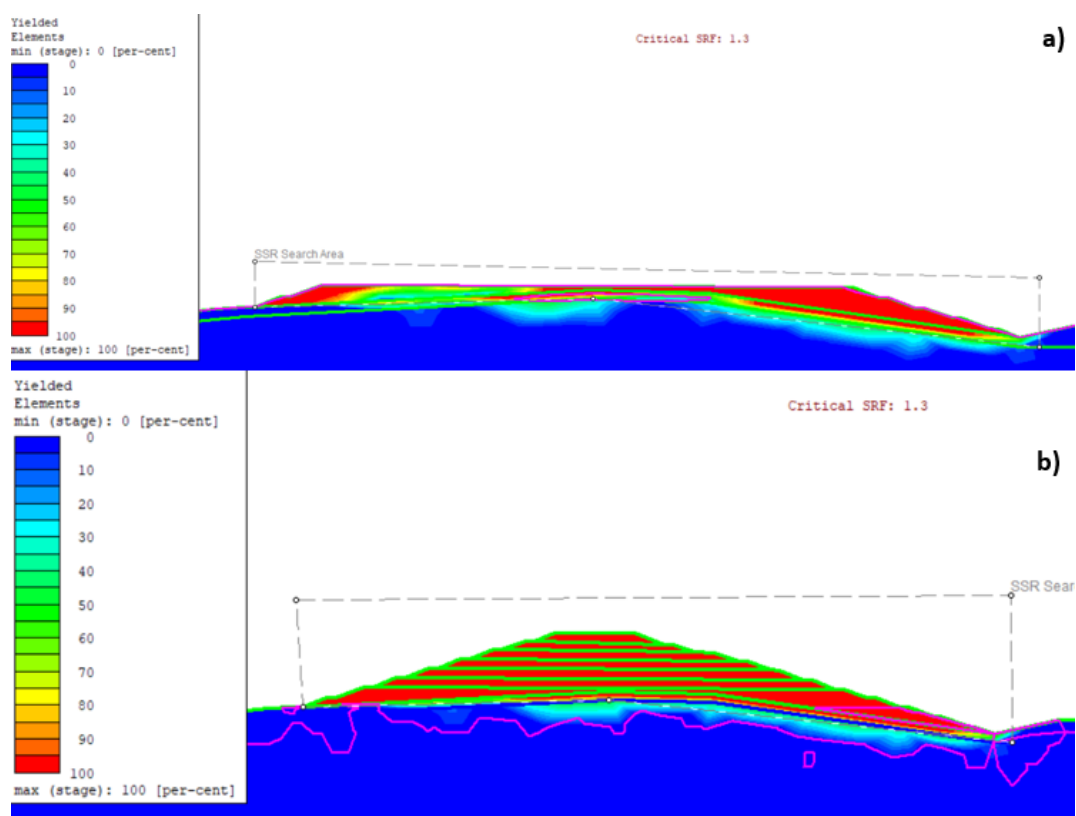 Yielded
Elements
min (stage): 0 [per-cent]
0
10
20
30
40
50
60
70
80
90
100
max (stage): 100 [per-cent]
Critical SRF: 1.3
a)
SSR Search Area
Yielded
Elements
min (stage): 0 [per-cent]
0
10
20
30
40
50
60
70
80
90
100
max (stage): 100 [per-cent]
Critical SRF: 1.3
b)
SSR Sear